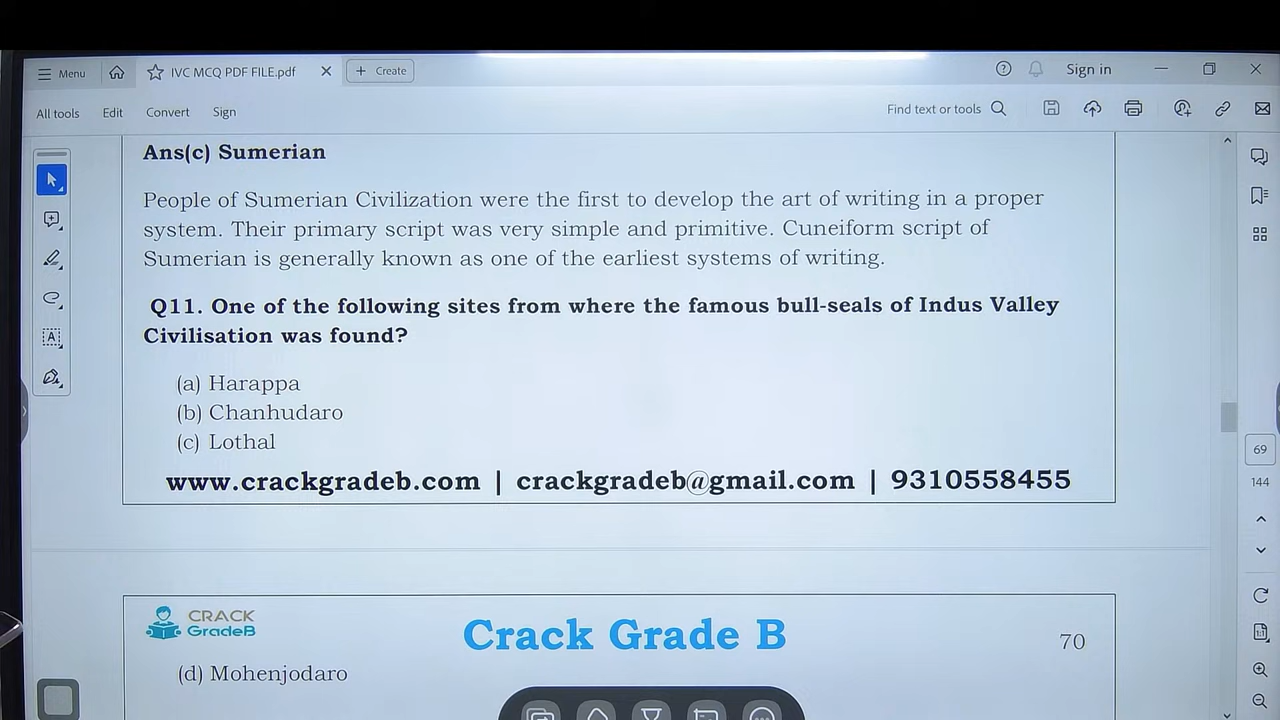 Menu
IVC MCQ PDF FILE.pdf
Create
Sign in
All tools
Edit
Convert
Sign
Find text or tools
Ans(c) Sumerian
People of Sumerian Civilization were the first to develop the art of writing in a proper
system. Their primary script was very simple and primitive. Cuneiform script of
Sumerian is generally known as one of the earliest systems of writing.
Q11. One of the following sites from where the famous bull-seals of Indus Valley
Civilisation was found?
(a) Harappa
(b) Chanhudaro
(c) Lothal
www.crackgradeb.com | crackgradeb@gmail.com | 9310558455
69
144
CRACK
GradeB
Crack Grade B
70
(d) Mohenjodaro